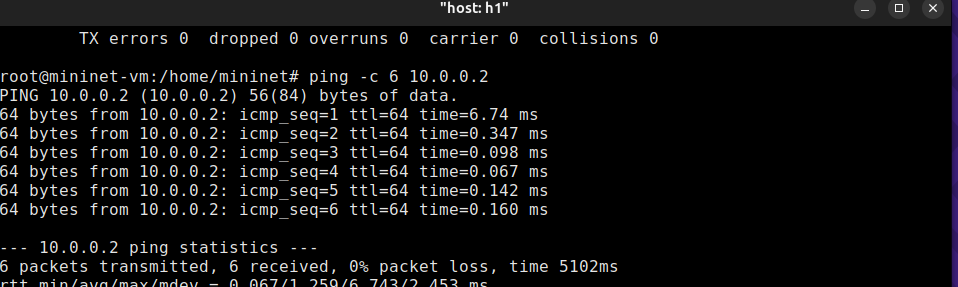 "host: h1"
TX errors 0  dropped 0 overruns 0  carrier 0  collisions 0
root@mininet-vm:/home/mininet# ping -c 6 10.0.0.2
PING 10.0.0.2 (10.0.0.2) 56(84) bytes of data.
64 bytes from 10.0.0.2: icmp_seq=1 ttl=64 time=6.74 ms
64 bytes from 10.0.0.2: icmp_seq=2 ttl=64 time=0.347 ms
64 bytes from 10.0.0.2: icmp_seq=3 ttl=64 time=0.098 ms
64 bytes from 10.0.0.2: icmp_seq=4 ttl=64 time=0.067 ms
64 bytes from 10.0.0.2: icmp_seq=5 ttl=64 time=0.142 ms
64 bytes from 10.0.0.2: icmp_seq=6 ttl=64 time=0.160 ms
--- 10.0.0.2 ping statistics ---
6 packets transmitted, 6 received, 0% packet loss, time 5102ms
rtt min/avg/max/mdev = 0.067/1.259/6.743/2.453 ms